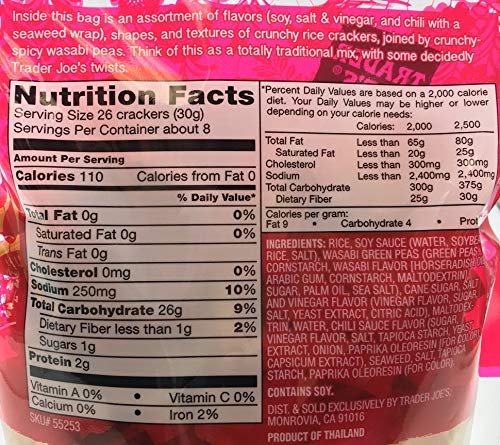 Inside this bag is an assortment of flavors (soy, salt & vinegar, and chili with a
seaweed wrap), shapes, and textures of crunchy rice crackers, joined by crunchy-
spicy wasabi peas. Think of this as a totally traditional mix, with some decidedly
Trader Joe's twists.
Nutrition Facts
Serving Size 26 crackers (30g)
Servings Per Container about 8
Amount Per Serving
Calories 110 Calories from Fat 0
% Daily Value*
Total Fat 0g 0%
Saturated Fat 0g 0%
Trans Fat 0g
Cholesterol 0mg 0%
Sodium 250mg 10%
Total Carbohydrate 26g 9%
Dietary Fiber less than 1g 2%
Sugars 1g
Protein 2g
Vitamin A 0% • Vitamin C 0%
Calcium 0% • Iron 2%
SKU# 55253
*Percent Daily Values are based on a 2,000 calorie
diet. Your Daily Values may be higher or lower
depending on your calorie needs:
Calories: 2,000 2,500
Total Fat Less than 65g 80g
Saturated Fat Less than 20g 25g
Cholesterol Less than 300mg 300mg
Sodium Less than 2,400mg 2,400mg
Total Carbohydrate 300g 375g
Dietary Fiber 25g 30g
Calories per gram:
Fat 9 • Carbohydrate 4 • Prot
INGREDIENTS: RICE, SOY SAUCE (WATER, SOYBE
RICE, SALT), WASABI GREEN PEAS (GREEN
CORNSTARCH, WASABI FLAVOR (HORSERADISH
ARABIC GUM, CORNSTARCH, MALTODEXTRIN),
SUGAR, PALM OIL, SEA SALT), CANE SUGAR, SALT
AND VINEGAR FLAVOR (VINEGAR FLAVOR, SUGAR,
SALT, YEAST EXTRACT, CITRIC ACID), MALTODEX-
TRIN, WATER, CHILI SAUCE FLAVOR (SUGAR,
VINEGAR FLAVOR, SALT, TAPIOCA STARCH, YEAST
EXTRACT, ONION, PAPRIKA OLEORESIN (FOR COLOR),
CAPSICUM EXTRACT), SEAWEED, SALT, TAPIOCA
STARCH, PAPRIKA OLEORESIN (FOR COLOR).
CONTAINS SOY.
DIST. & SOLD EXCLUSIVELY BY TRADER JOE'S,
MONROVIA, CA 91016
PRODUCT OF THAILAND